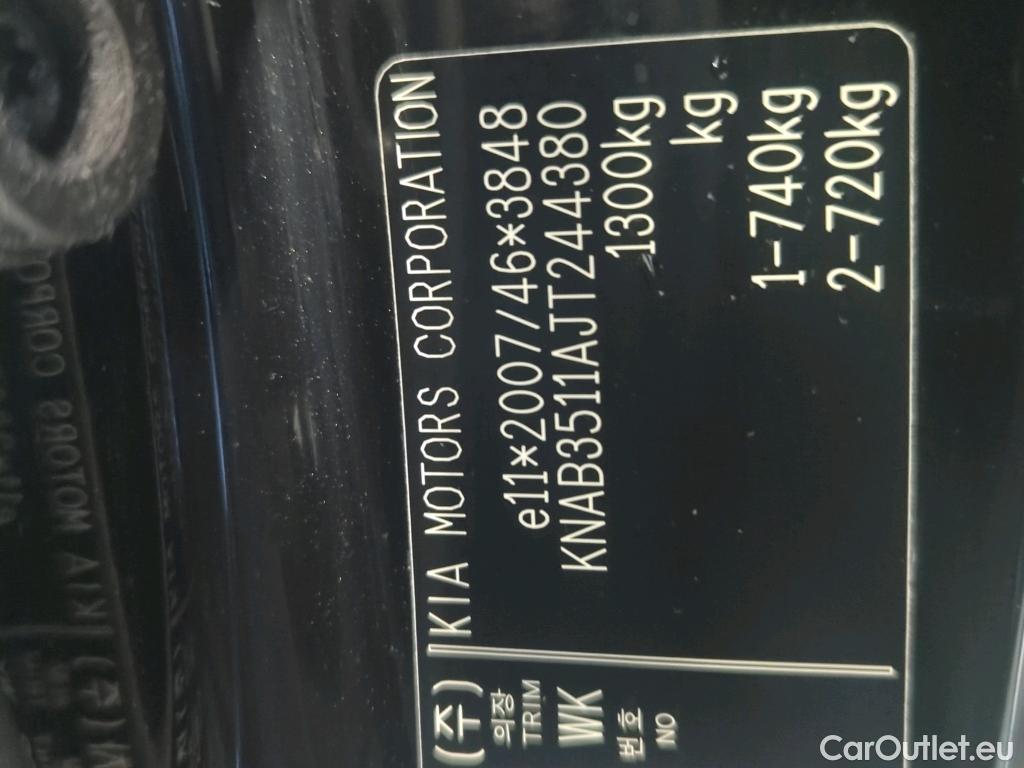 (주) KIA MOTORS CORPORATION
의장
TRIM
WK
번호
NO
e11*2007/46*3848
KNAB3511AJT244380
1300kg
kg
1-740kg
2-720kg
CarOutlet.eu